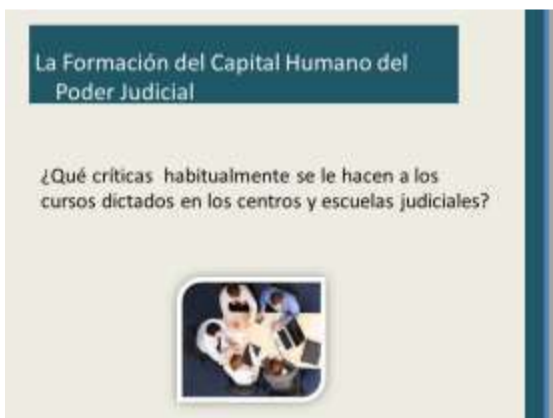 La Formación del Capital Humano del
Poder Judicial
¿Qué críticas habitualmente se le hacen a los
cursos dictados en los centros y escuelas judiciales?